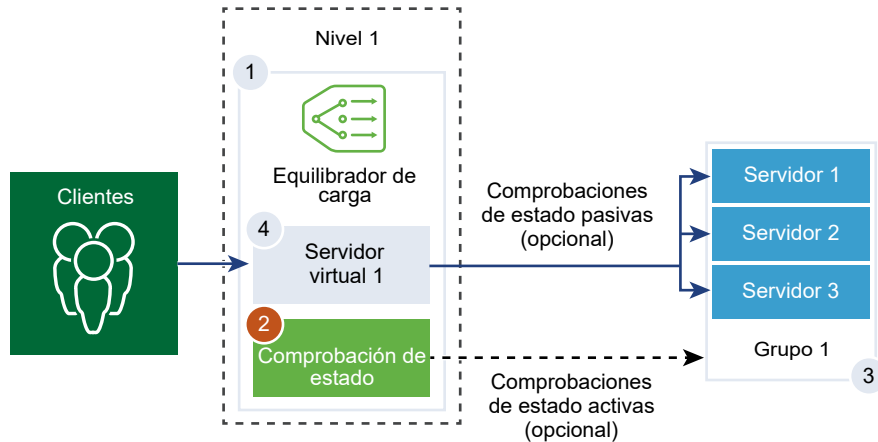 Nivel 1
1
Equilibrador de
carga
Clientes
4
Servidor
virtual 1
2
Comprobación de
estado
Comprobaciones
de estado pasivas
(opcional)
Comprobaciones
de estado activas
(opcional)
Servidor 1
Servidor 2
Servidor 3
Grupo 1
3